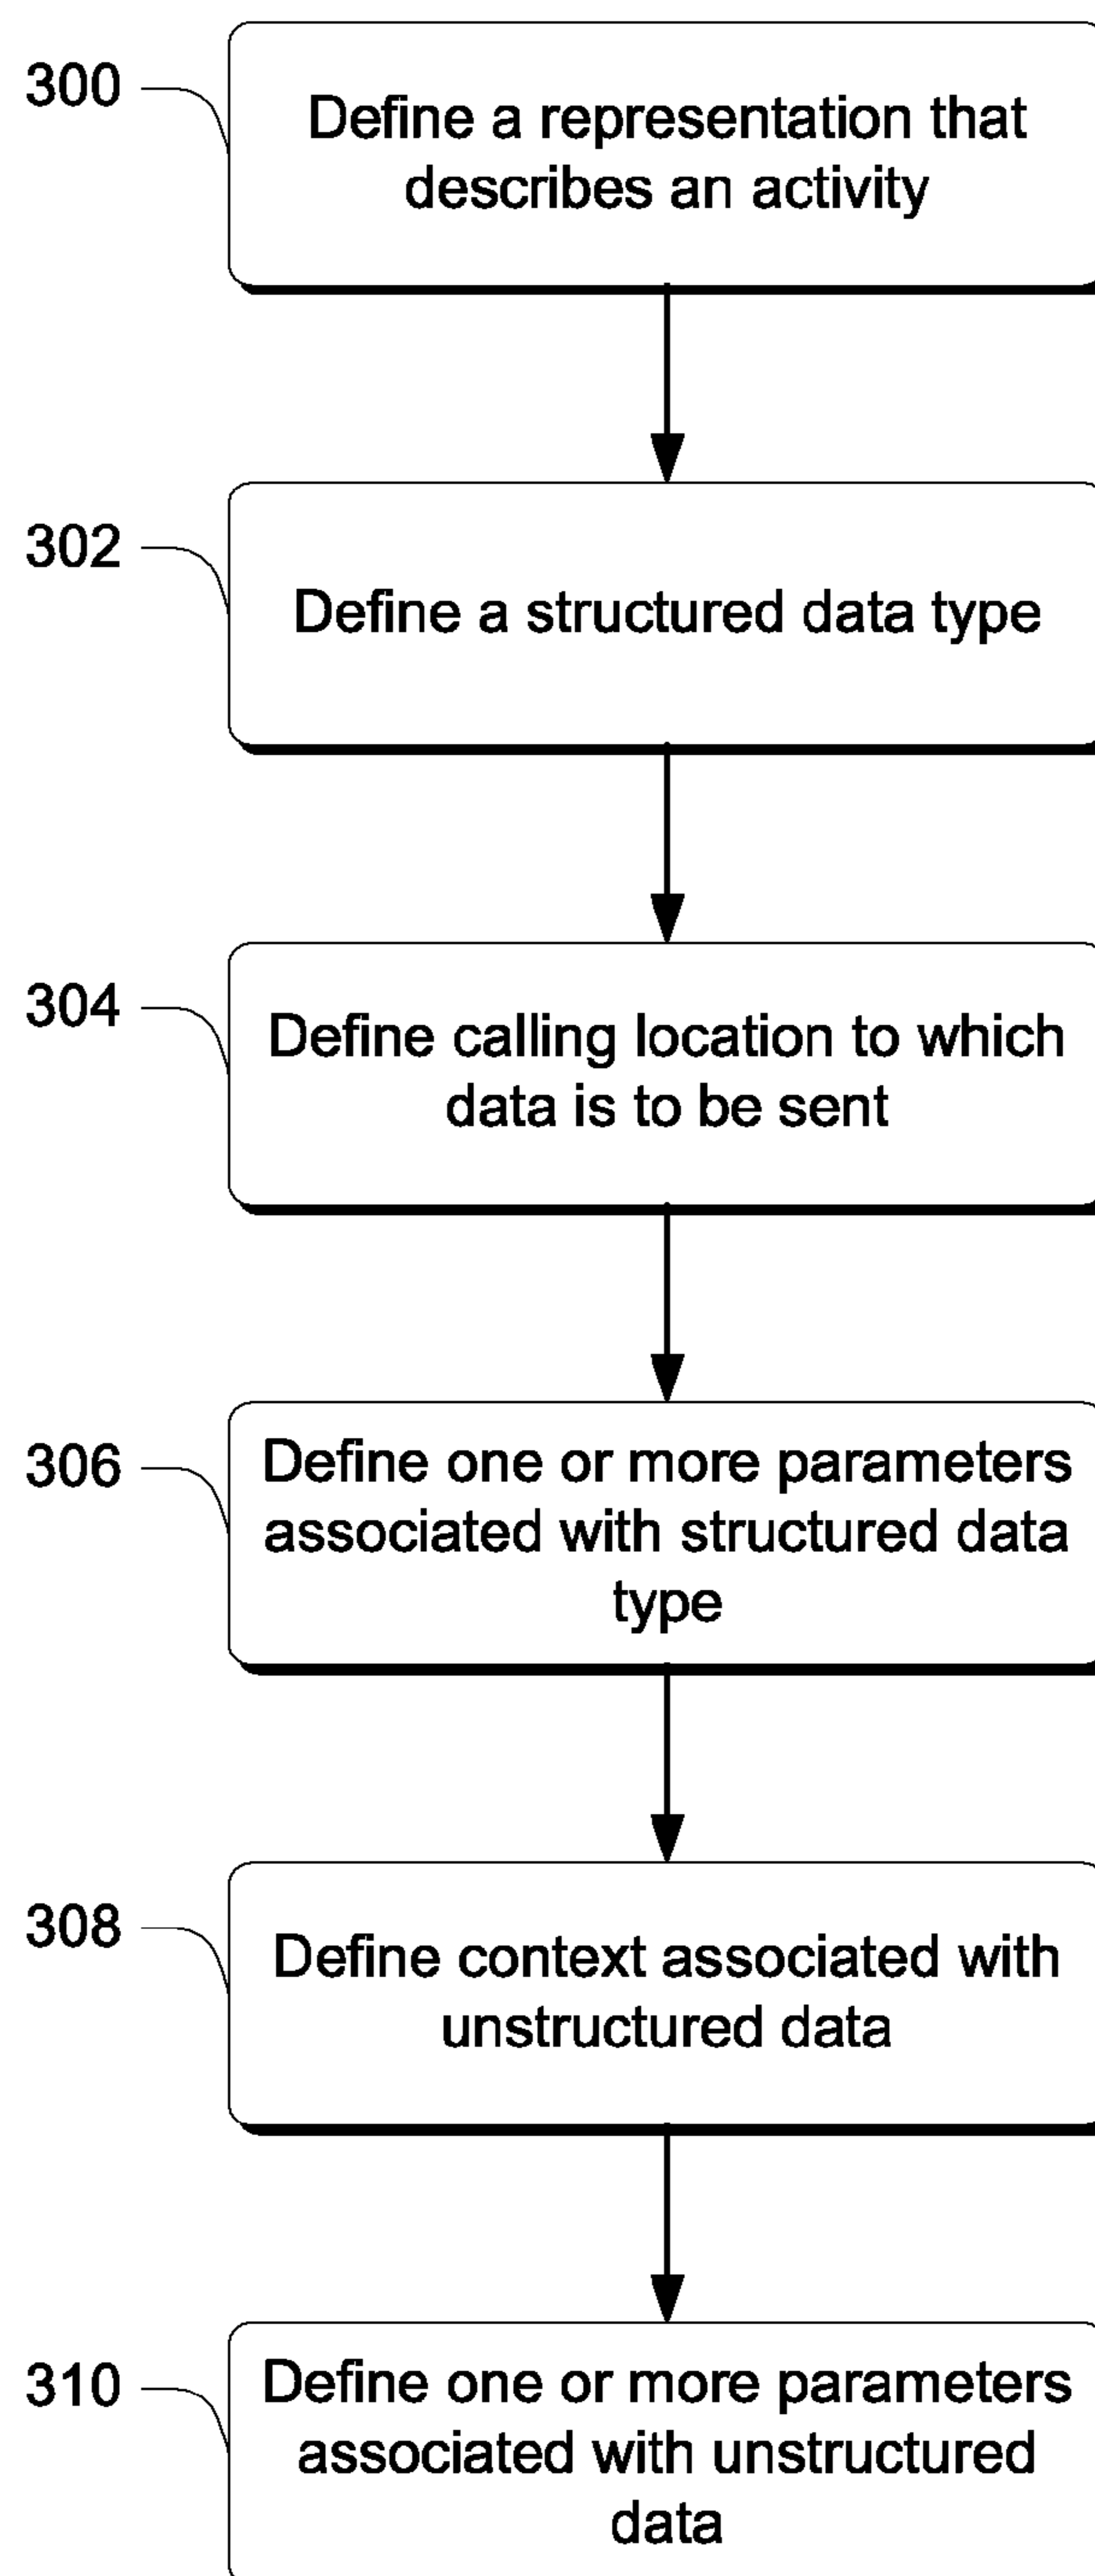 300
Define a representation that
describes an activity
302
Define a structured data type
304
Define calling location to which
data is to be sent
306
Define one or more parameters
associated with structured data
type
308
Define context associated with
unstructured data
310
Define one or more parameters
associated with unstructured
data